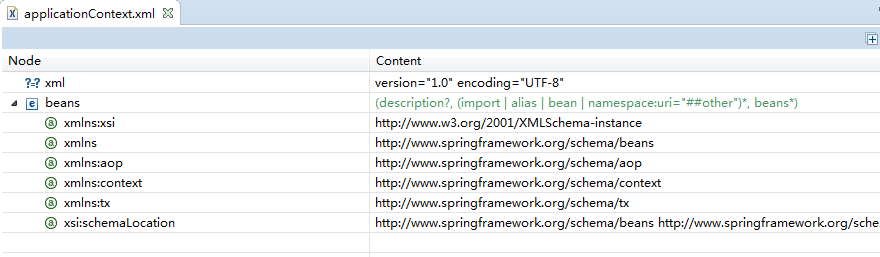 applicationContext.xml
Node Content
?=? xml version="1.0" encoding="UTF-8"
e beans (description?, (import | alias | bean | namespace:uri="##other")*, beans*)
a xmlns:xsi http://www.w3.org/2001/XMLSchema-instance
a xmlns http://www.springframework.org/schema/beans
a xmlns:aop http://www.springframework.org/schema/aop
a xmlns:context http://www.springframework.org/schema/context
a xmlns:tx http://www.springframework.org/schema/tx
a xsi:schemaLocation http://www.springframework.org/schema/beans http://www.springframework.org/sche